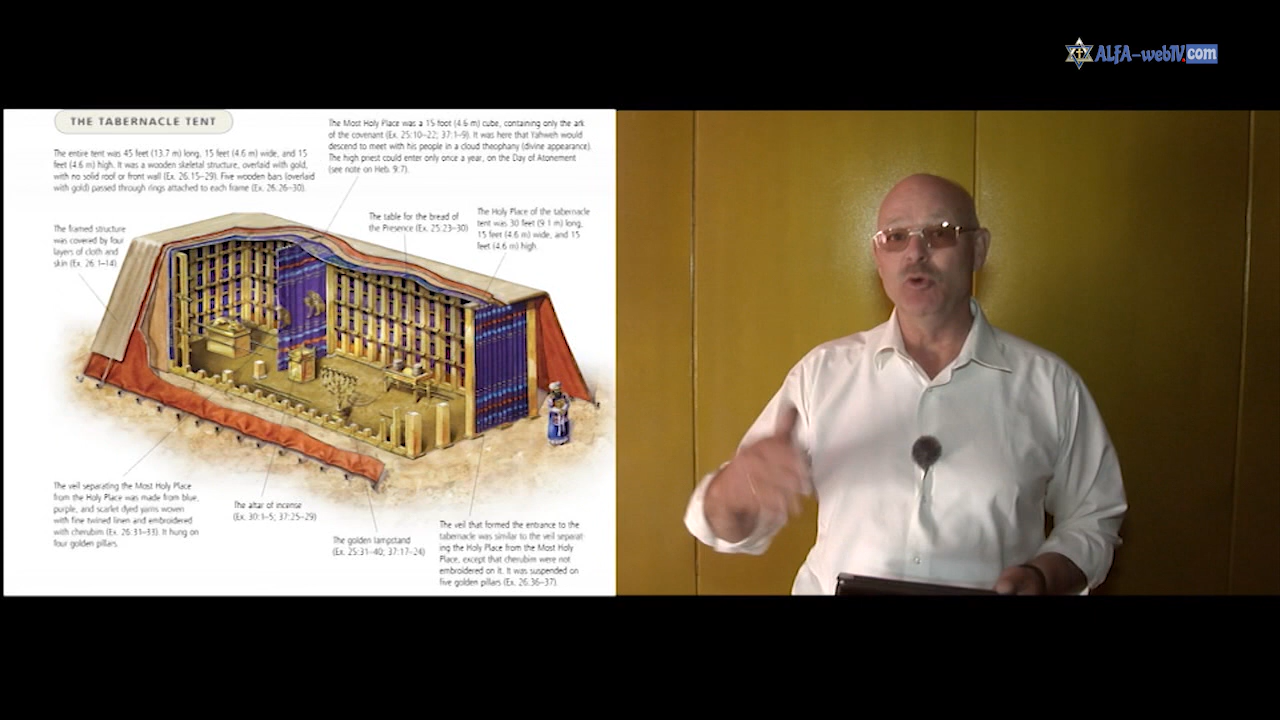 ALFA-webTV.com
THE TABERNACLE TENT
The entire tent was 45 feet (13.7 m) long, 15 feet (4.6 m) wide, and 15
feet (4.6 m) high. It was a wooden skeletal structure, overlaid with gold,
with no solid roof or front wall (Ex. 26:15–29). Five wooden bars (overlaid
with gold) passed through rings attached to each frame (Ex. 26:26–30).
The Most Holy Place was a 15 foot (4.6 m) cube, containing only the ark
of the covenant (Ex. 25:10–22; 37:1–9). It was here that Yahweh would
descend to meet with his people in a cloud theophany (divine appearance).
The high priest could enter only once a year, on the Day of Atonement
(see note on Heb. 9:7).
The framed structure
was covered by four
layers of cloth and
skin (Ex. 26:1–14)
The table for the bread of
the Presence (Ex. 25:23–30)
The Holy Place of the tabernacle
tent was 30 feet (9.1 m) long,
15 feet (4.6 m) wide, and 15
feet (4.6 m) high.
The veil separating the Most Holy Place
from the Holy Place was made from blue,
purple, and scarlet dyed yarns woven
with fine twined linen and embroidered
with cherubim (Ex. 26:31–33). It hung on
four golden pillars.
The altar of incense
(Ex. 30:1–5; 37:25–29)
The golden lampstand
(Ex. 25:31–40; 37:17–24)
The veil that formed the entrance to the
tabernacle was similar to the veil separat-
ing the Holy Place from the Most Holy
Place, except that cherubim were not
embroidered on it. It was suspended on
five golden pillars (Ex. 26:36–37).